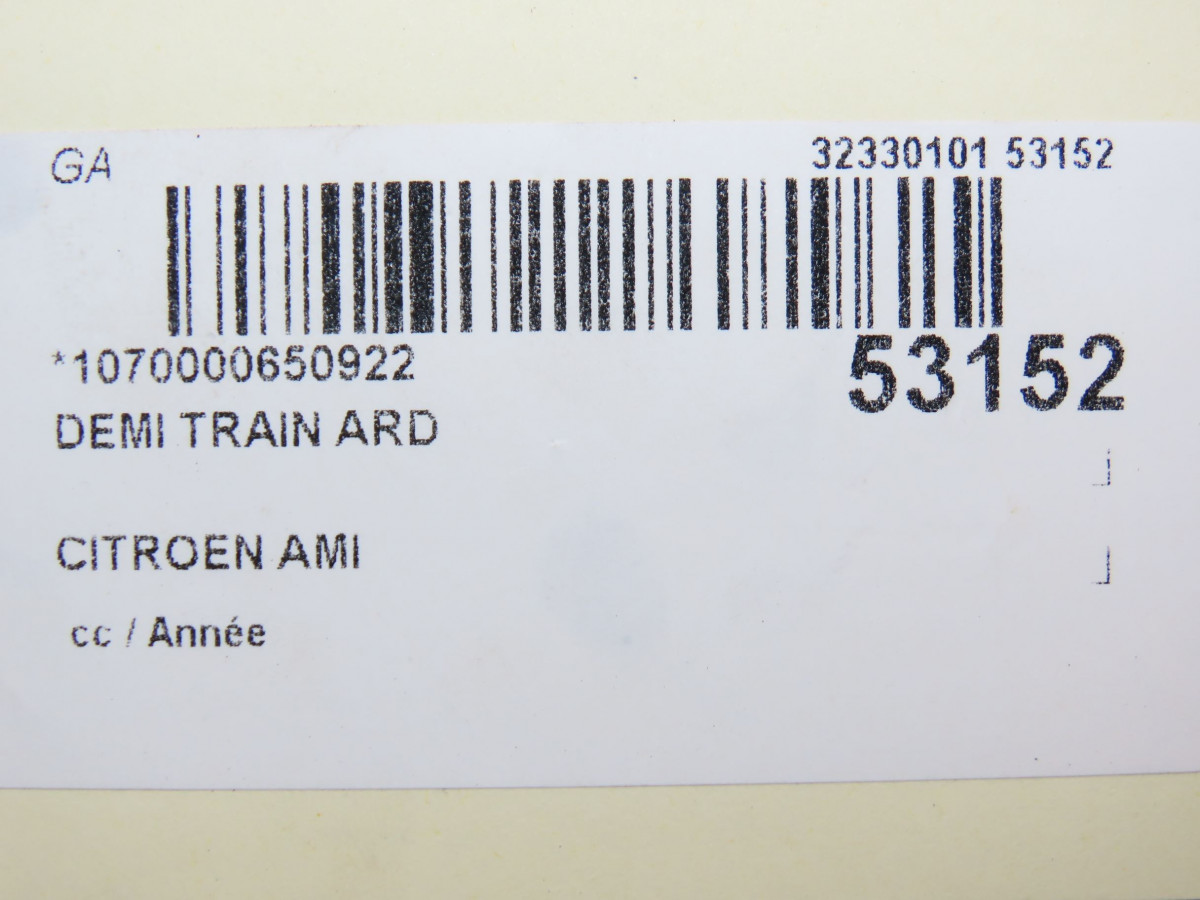 GA
32330101 53152
*1070000650922
53152
DEMI TRAIN ARD
CITROEN AMI
cc / Année